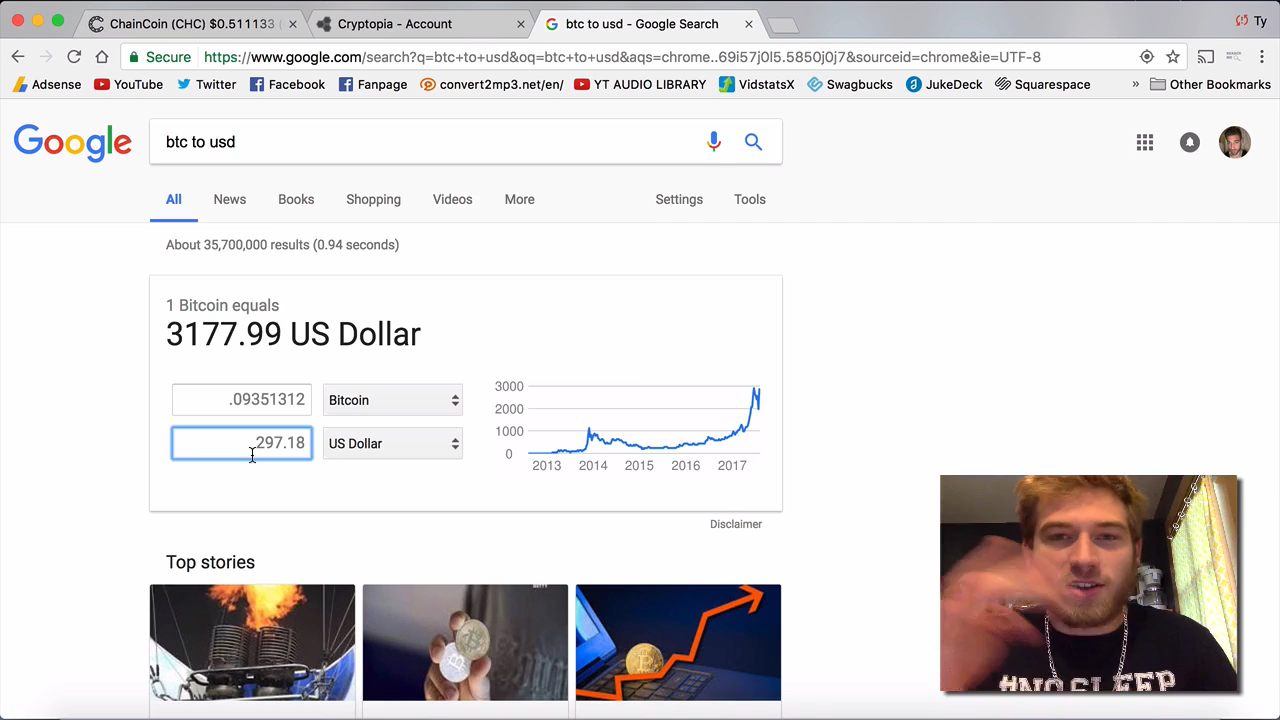 ChainCoin (CHC) $0.511133
Cryptopia - Account
btc to usd - Google Search
Ty
Secure
https://www.google.com/search?q=btc+to+usd&oq=btc+to+usd&aqs=chrome..69i57j0l5.5850j0j7&sourceid=chrome&ie=UTF-8
Adsense
YouTube
Twitter
Facebook
Fanpage
convert2mp3.net/en/
YT AUDIO LIBRARY
VidstatsX
Swagbucks
JukeDeck
Squarespace
»
Other Bookmarks
Google
btc to usd
All
News
Books
Shopping
Videos
More
Settings
Tools
About 35,700,000 results (0.94 seconds)
1 Bitcoin equals
3177.99 US Dollar
.09351312
Bitcoin
297.18
US Dollar
3000
2000
1000
0
2013
2014
2015
2016
2017
Disclaimer
Top stories
#NO SLEEP